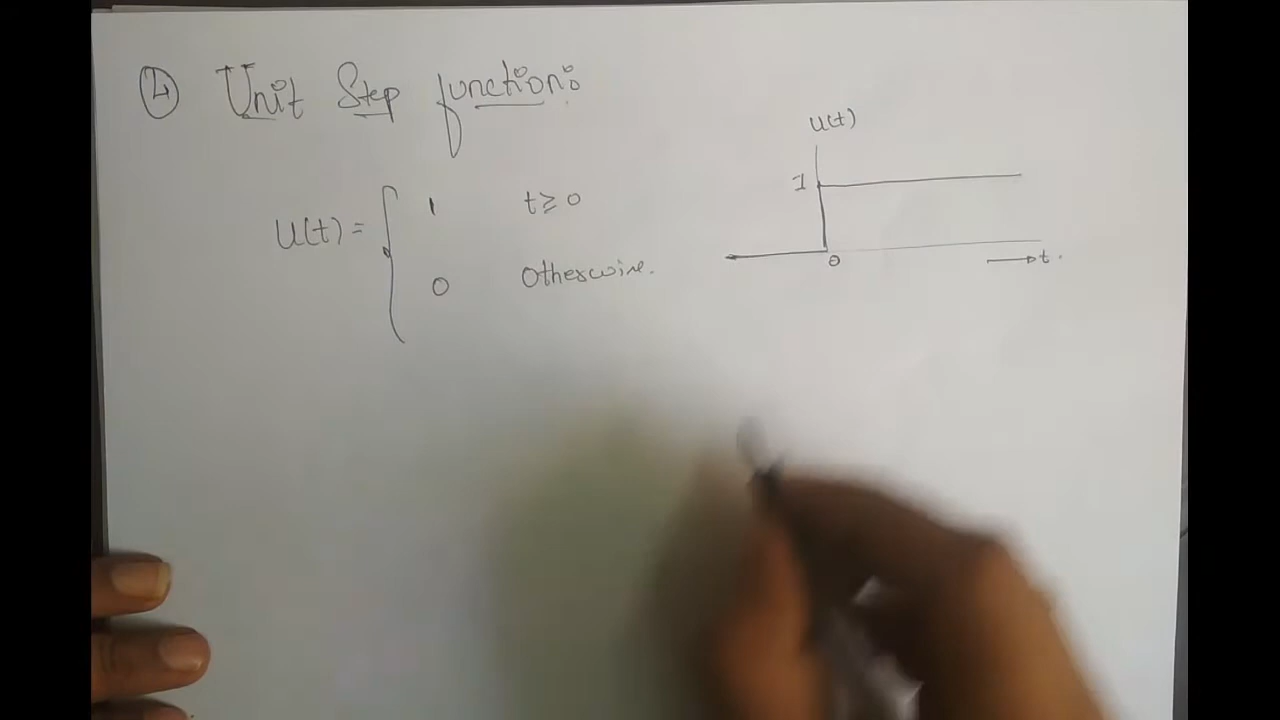 ④ Unit Step function:
U(t) = { 1 t ≥ 0
0 Otherwise.
U(t)
1
0
→ t.